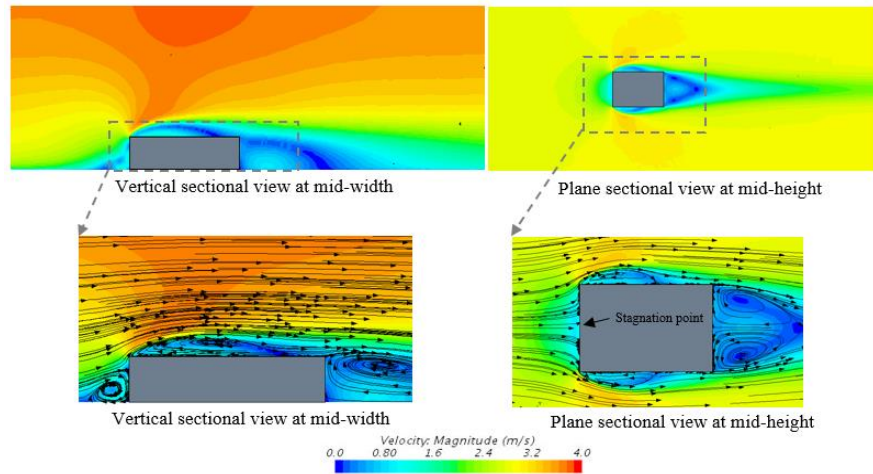 Vertical sectional view at mid-width
Plane sectional view at mid-height
Stagnation point
Vertical sectional view at mid-width
Plane sectional view at mid-height
Velocity: Magnitude (m/s)
0.0 0.80 1.6 2.4 3.2 4.0